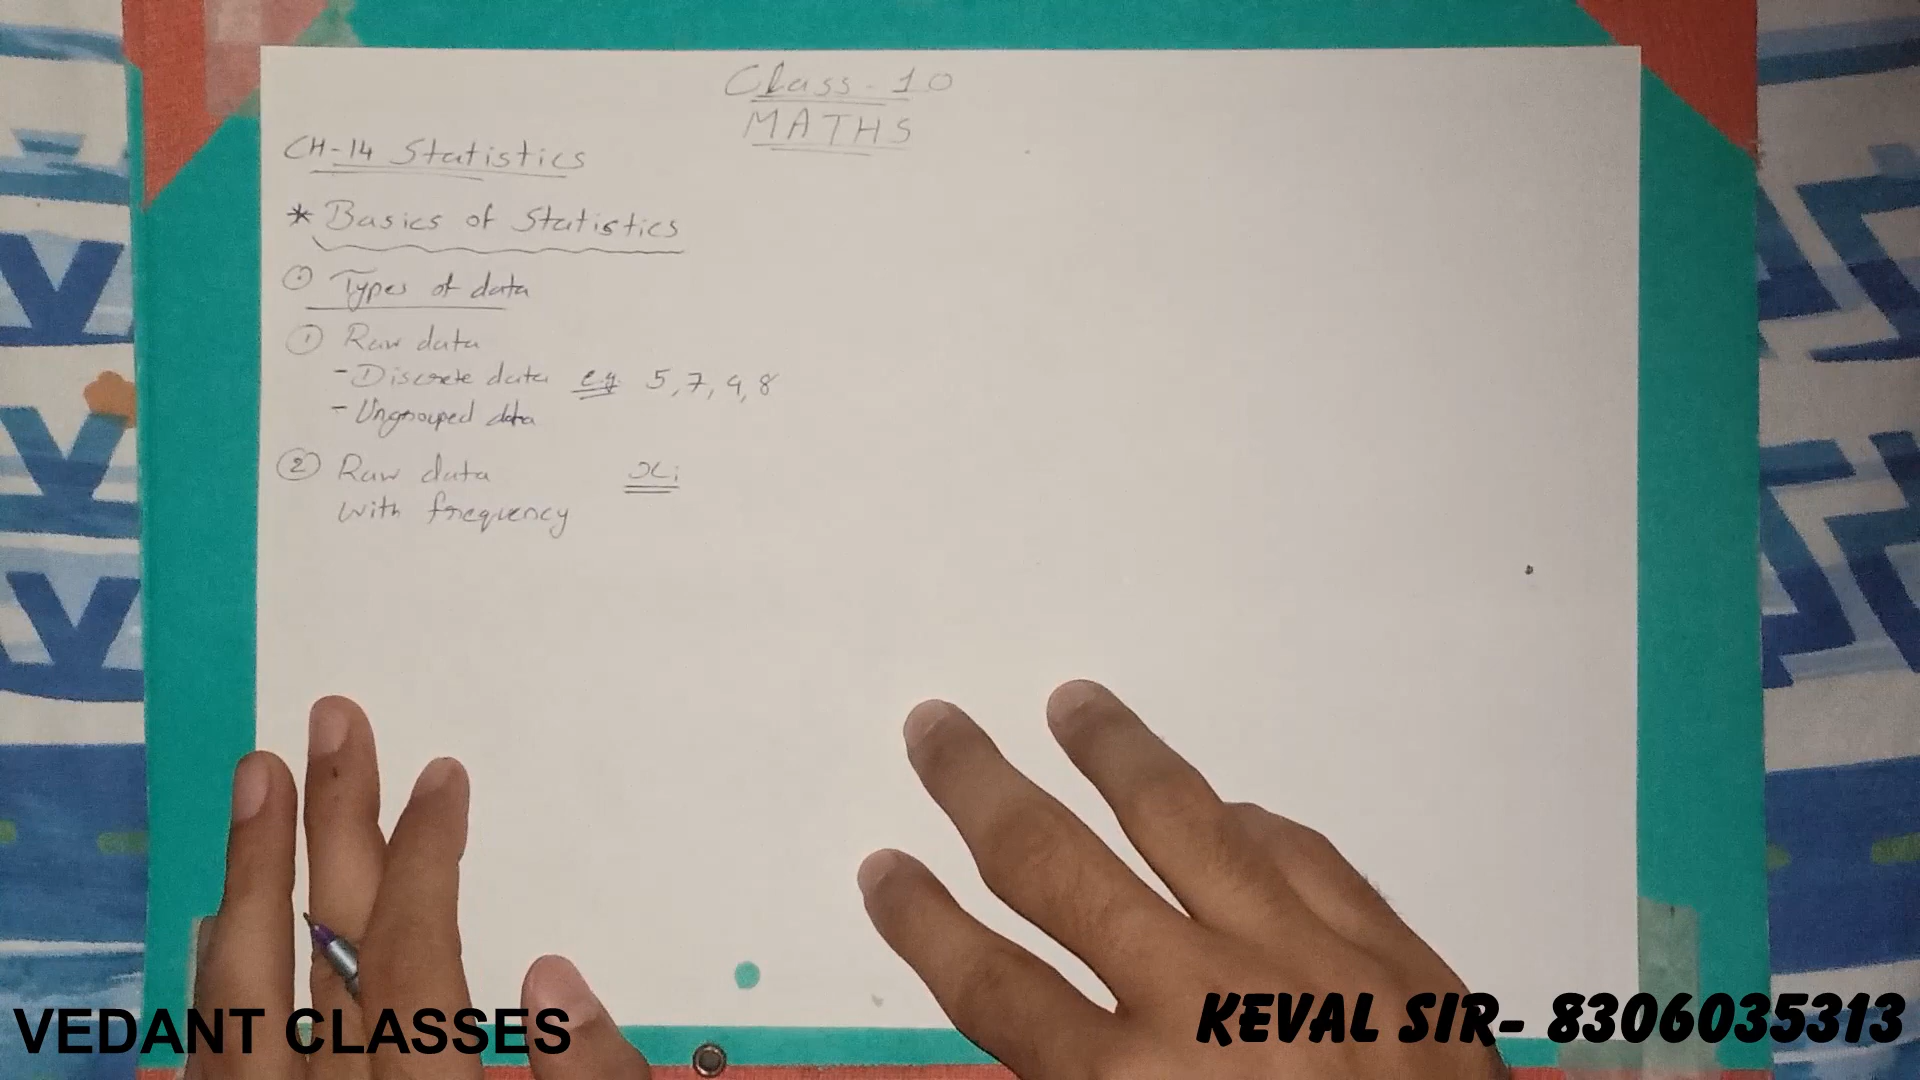 Class - 10
MATHS
CH-14 Statistics
* Basics of Statistics
Types of data
① Raw data
- Discrete data e.g. 5, 7, 9, 8
- Ungrouped data
② Raw data xi
with frequency
VEDANT CLASSES
KEVAL SIR- 8306035313